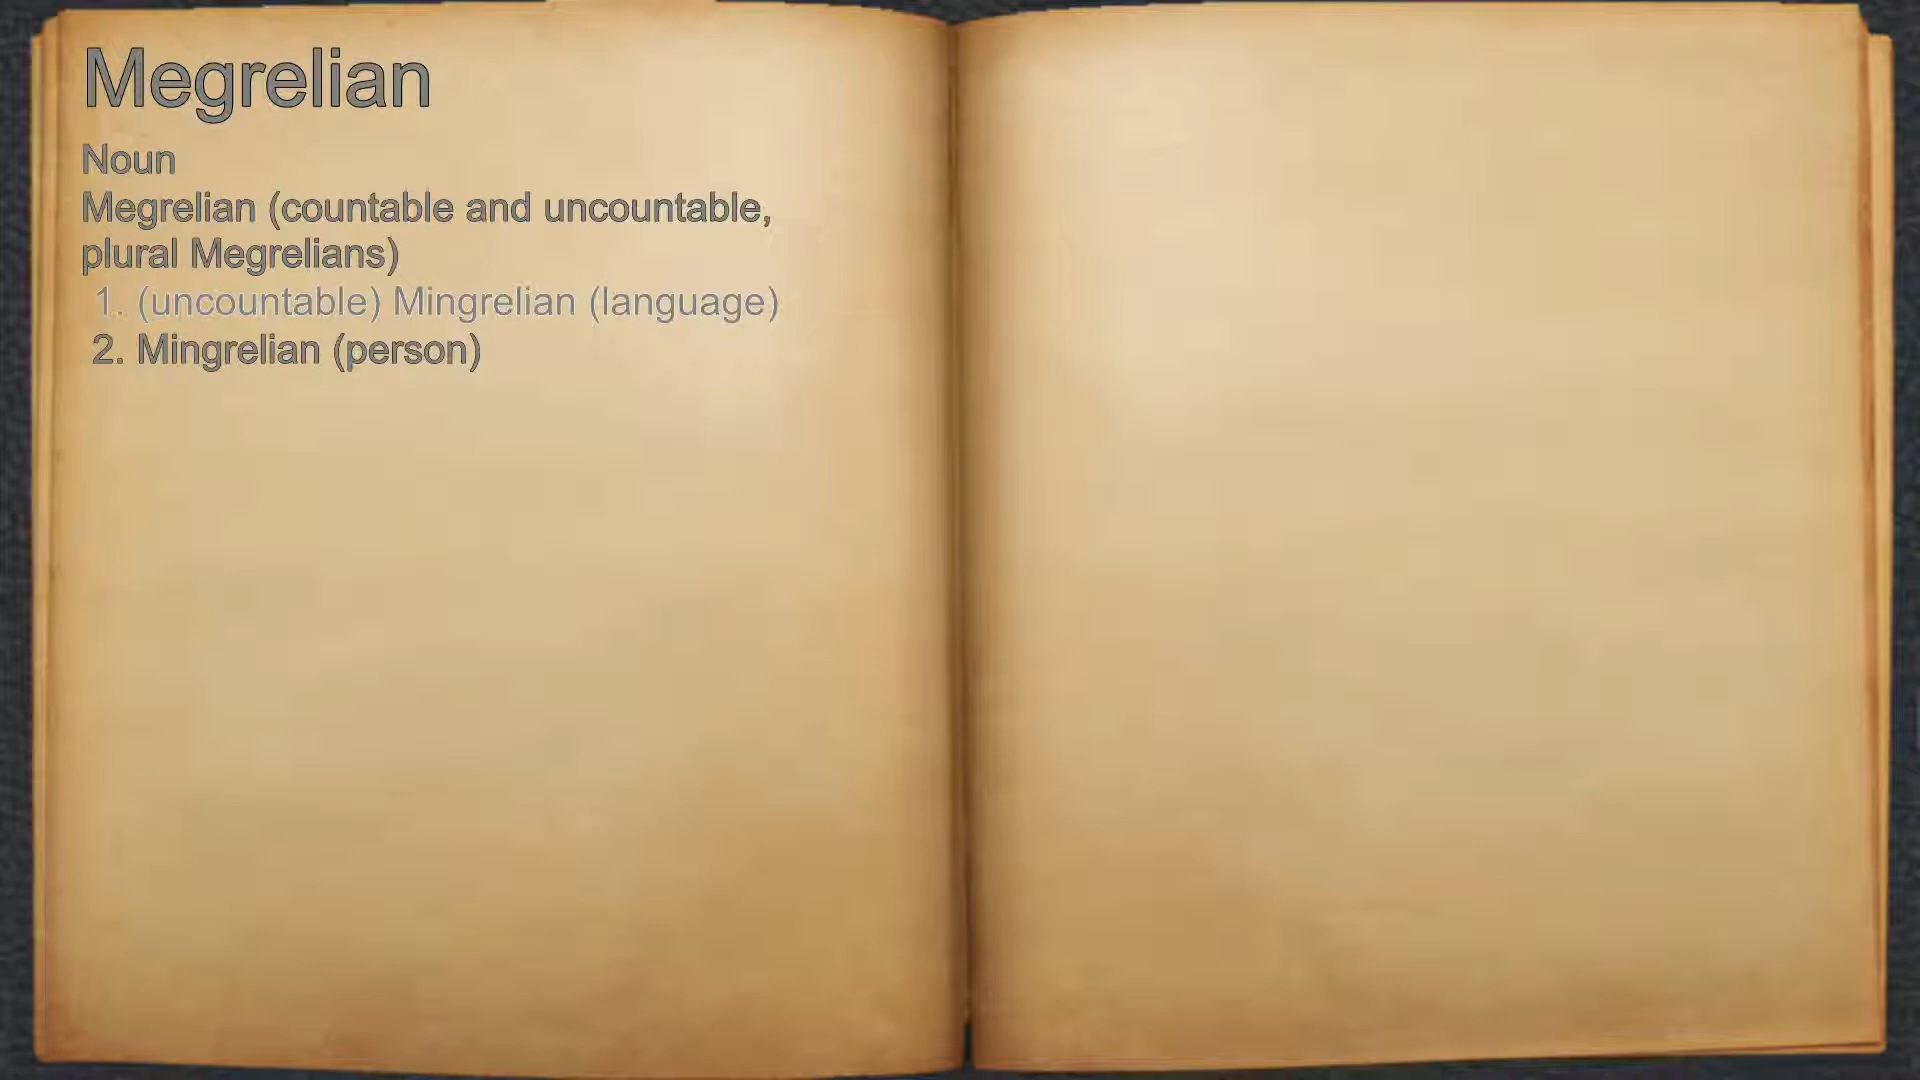 Megrelian
Noun
Megrelian (countable and uncountable,
plural Megrelians)
1. (uncountable) Mingrelian (language)
2. Mingrelian (person)